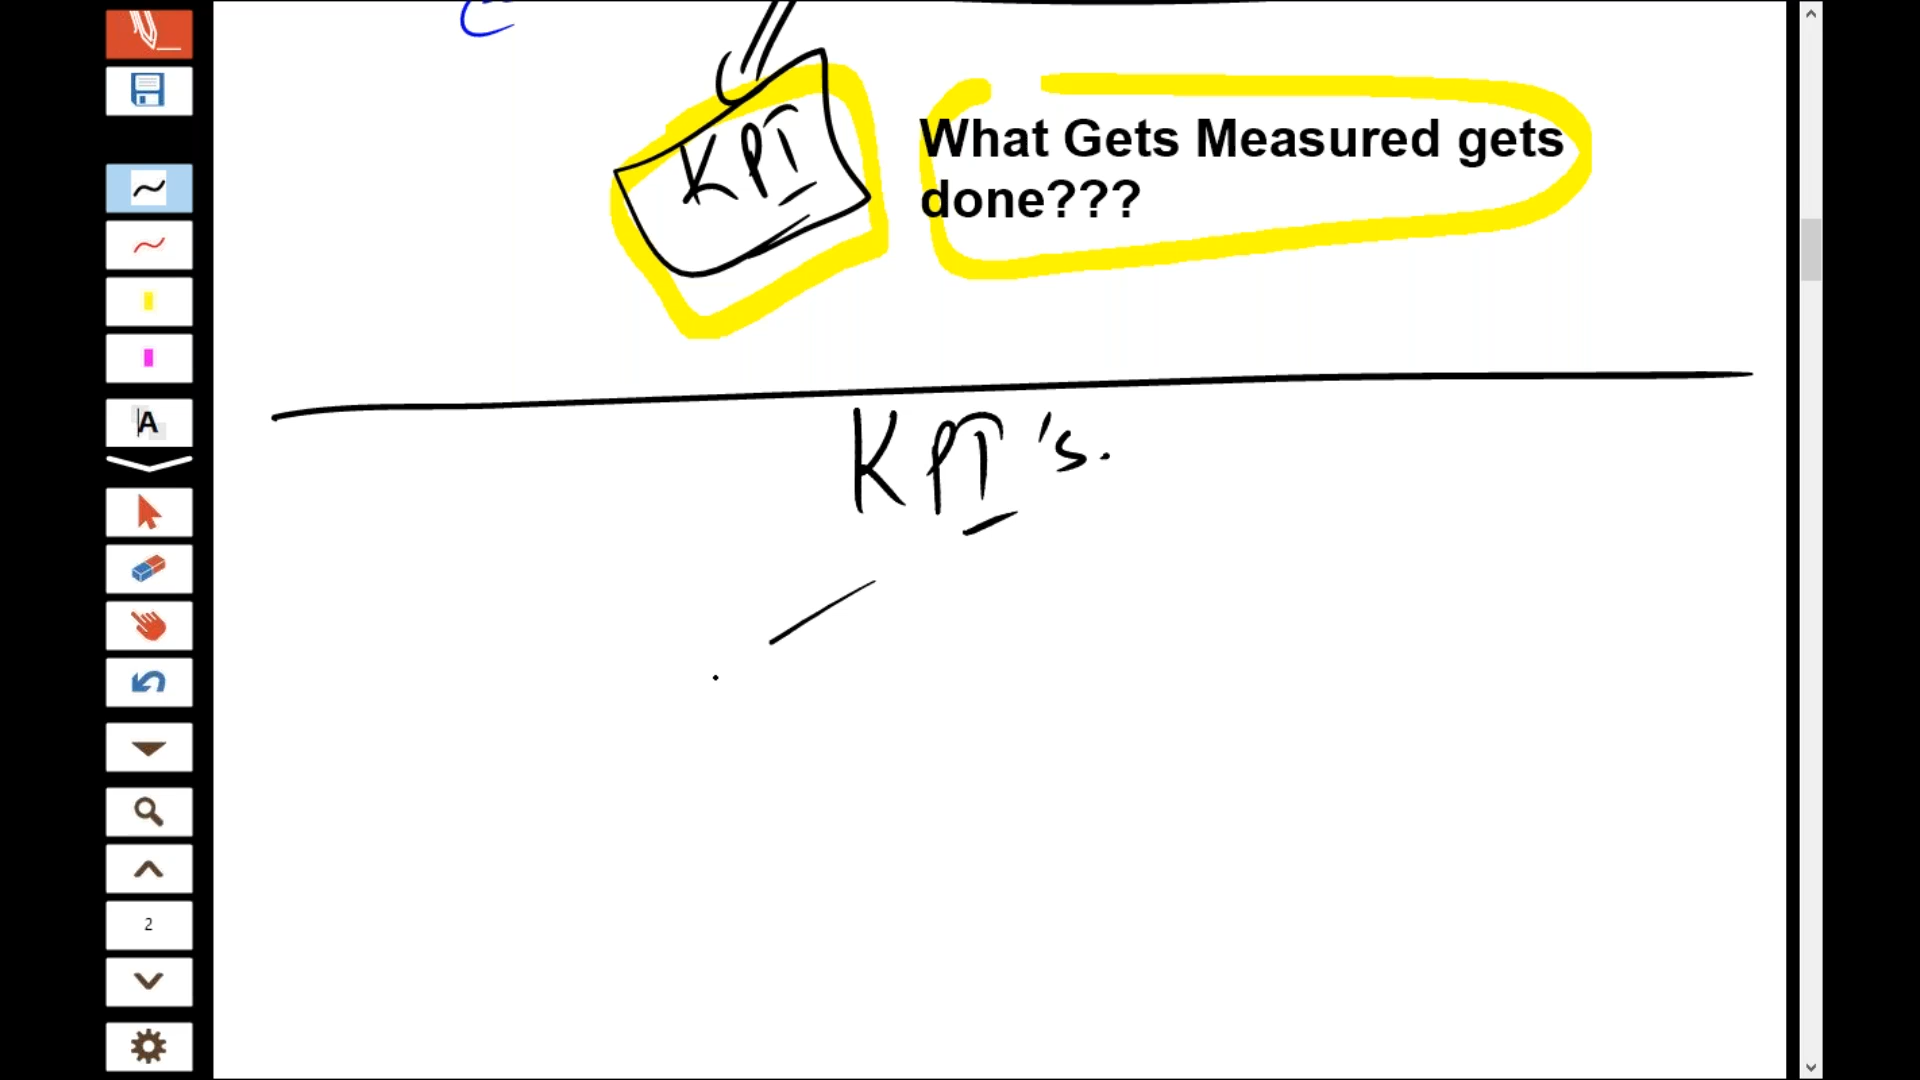 KPI
What Gets Measured gets
done???
KPI's.
A
2